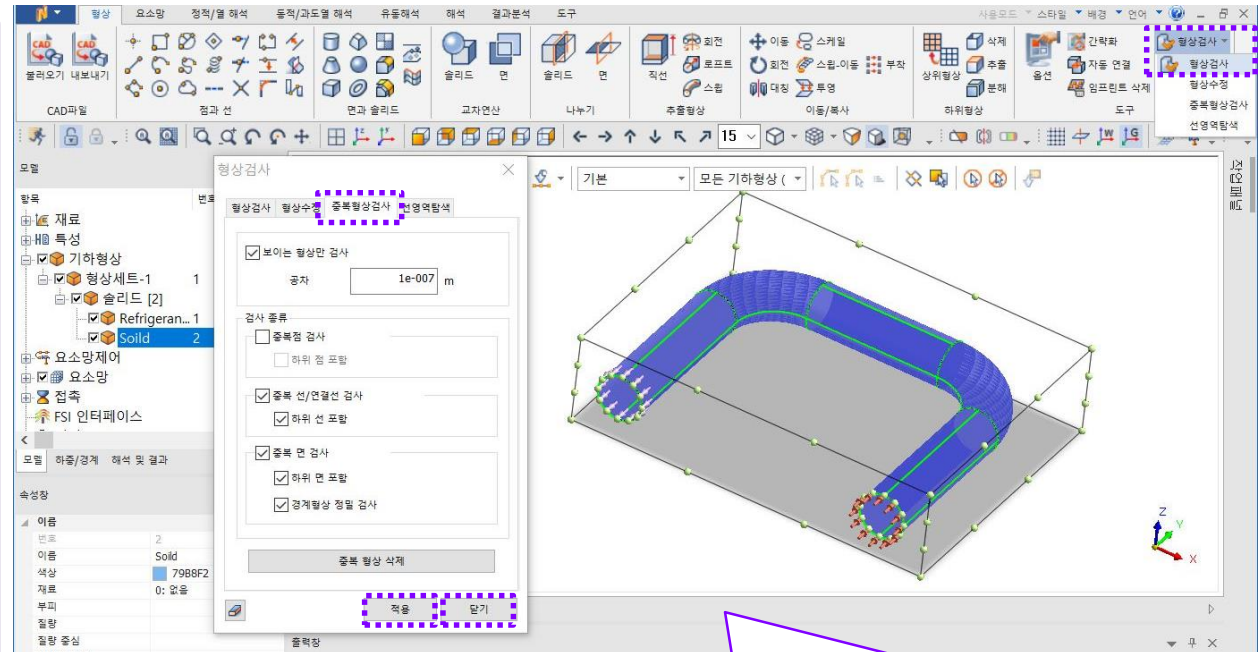 형상 요소망 정적/열 해석 동적/과도열 해석 유동해석 해석 결과분석 도구 사용모드 스타일 배경 언어
CAD CAD 회전 이동 스케일 삭제 간략화 형상검사
로프트 회전 스윕-이동 부착 추출 자동 연결 형상검사
불러오기 내보내기 솔리드 면 솔리드 면 직선 스윕 대칭 투영 상위형상 분해 옵션 임프린트 삭제 형상수정
CAD파일 점과 선 면과 솔리드 교차연산 나누기 추출형상 이동/복사 하위형상 도구 중복형상검사
선영역탐색
15
모델
형상검사
기본 모든 기하형상 (
작업패널
항목 번호
형상검사 형상수정 중복형상검사 선영역탐색
재료
특성
기하형상
형상세트-1 1
솔리드 [2]
Refrigeran... 1
Soild 2
요소망제어
요소망
접촉
FSI 인터페이스
보이는 형상만 검사
공차 1e-007 m
검사 종류
중복점 검사
하위 점 포함
중복 선/연결선 검사
하위 선 포함
중복 면 검사
하위 면 포함
경계형상 정밀 검사
중복 형상 삭제
적용 닫기
모델 하중/경계 해석 및 결과
속성창
이름
번호 2
이름 Soild
색상 79B8F2
재료 0: 없음
부피
질량
질량 중심
출력창
Z
Y
X